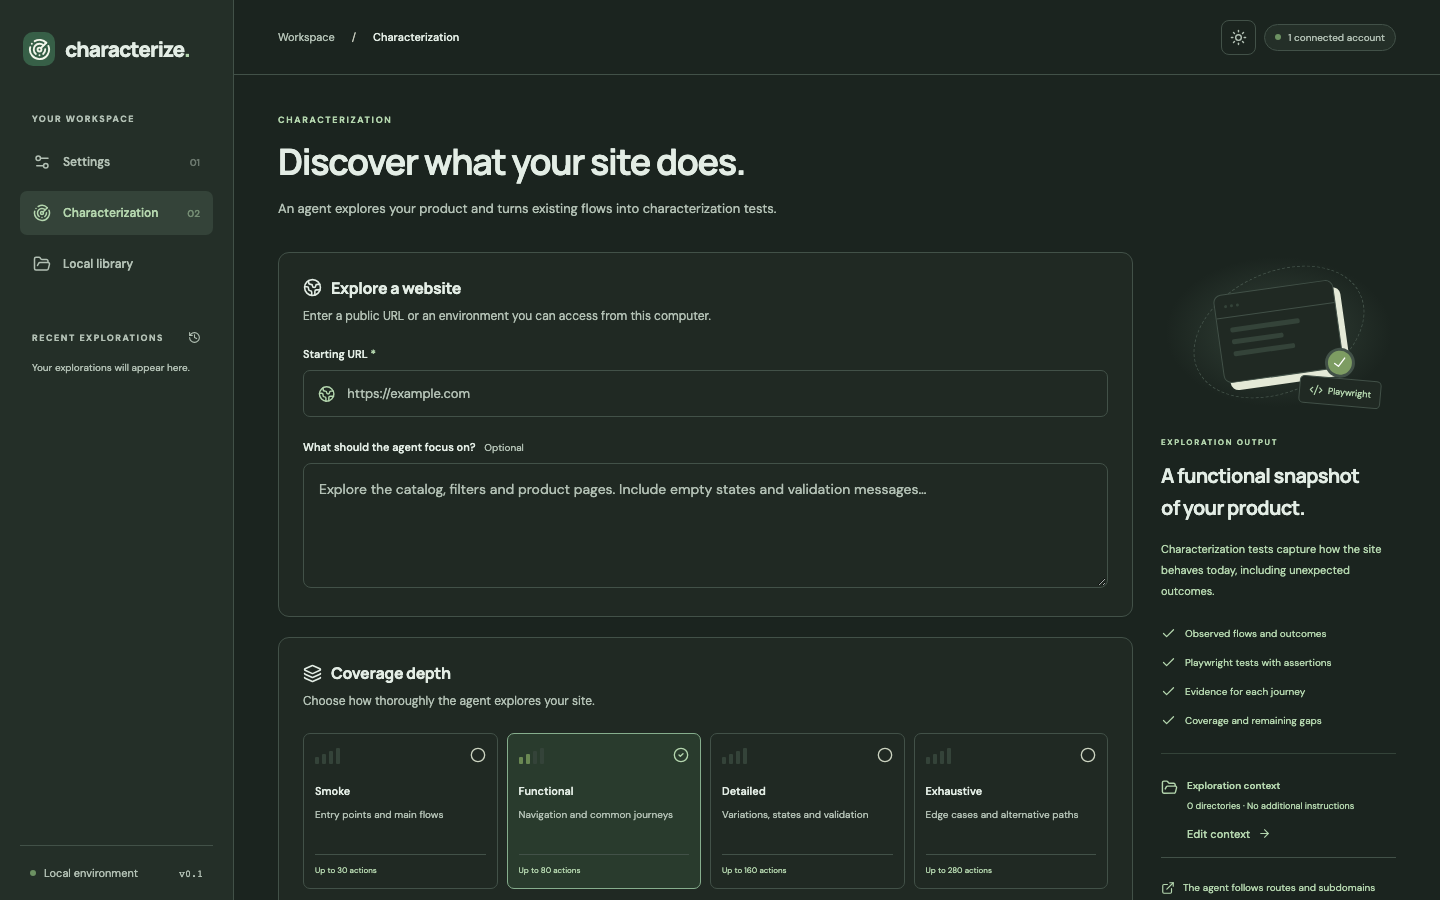 characterize.
YOUR WORKSPACE
Settings 01
Characterization 02
Local library
RECENT EXPLORATIONS
Your explorations will appear here.
Local environment v0.1
Workspace / Characterization
1 connected account
CHARACTERIZATION
Discover what your site does.
An agent explores your product and turns existing flows into characterization tests.
Explore a website
Enter a public URL or an environment you can access from this computer.
Starting URL *
https://example.com
What should the agent focus on? Optional
Explore the catalog, filters and product pages. Include empty states and validation messages…
Coverage depth
Choose how thoroughly the agent explores your site.
Smoke
Entry points and main flows
Up to 30 actions
Functional
Navigation and common journeys
Up to 80 actions
Detailed
Variations, states and validation
Up to 160 actions
Exhaustive
Edge cases and alternative paths
Up to 280 actions
</> Playwright
EXPLORATION OUTPUT
A functional snapshot
of your product.
Characterization tests capture how the site
behaves today, including unexpected
outcomes.
Observed flows and outcomes
Playwright tests with assertions
Evidence for each journey
Coverage and remaining gaps
Exploration context
0 directories · No additional instructions
Edit context
The agent follows routes and subdomains